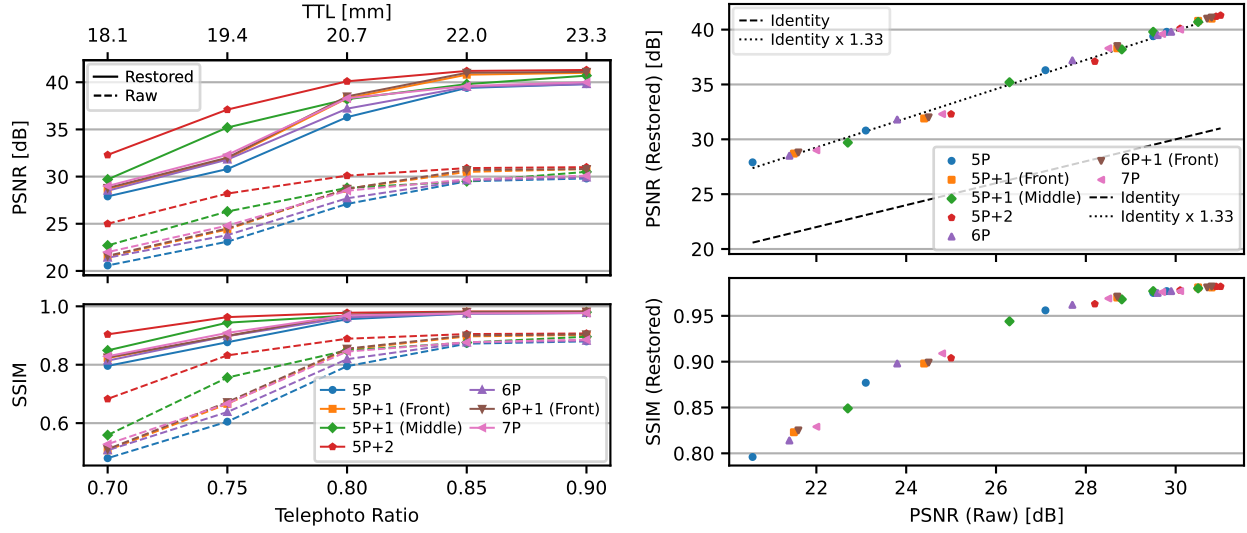 TTL [mm]
18.1 19.4 20.7 22.0 23.3
PSNR [dB]
40
35
30
25
20
Restored
Raw
SSIM
1.0
0.8
0.6
5P
5P+1 (Front)
5P+1 (Middle)
5P+2
6P
6P+1 (Front)
7P
0.70 0.75 0.80 0.85 0.90
Telephoto Ratio
PSNR (Restored) [dB]
40
35
30
25
20
Identity
Identity x 1.33
5P
5P+1 (Front)
5P+1 (Middle)
5P+2
6P
6P+1 (Front)
7P
Identity
Identity x 1.33
SSIM (Restored)
0.95
0.90
0.85
0.80
22 24 26 28 30
PSNR (Raw) [dB]